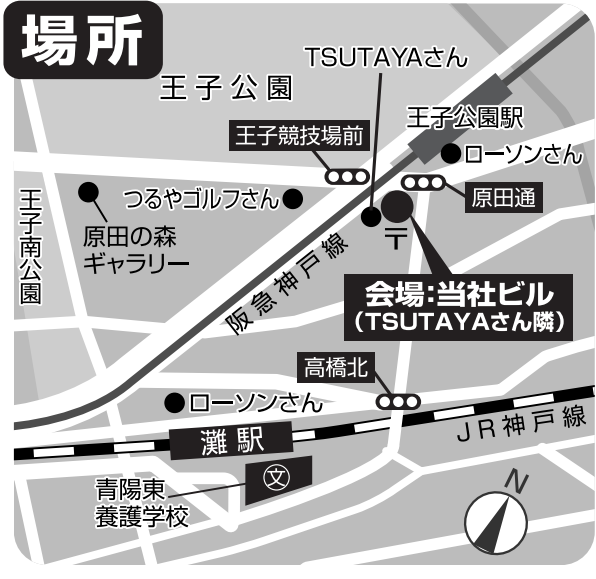 場所
TSUTAYAさん
王子公園
王子公園駅
王子競技場前
ローソンさん
原田通
つるやゴルフさん
王子南公園
原田の森
ギャラリー
〒
阪急神戸線
会場:当社ビル
(TSUTAYAさん隣)
高橋北
ローソンさん
JR神戸線
灘駅
文
青陽東
養護学校
N